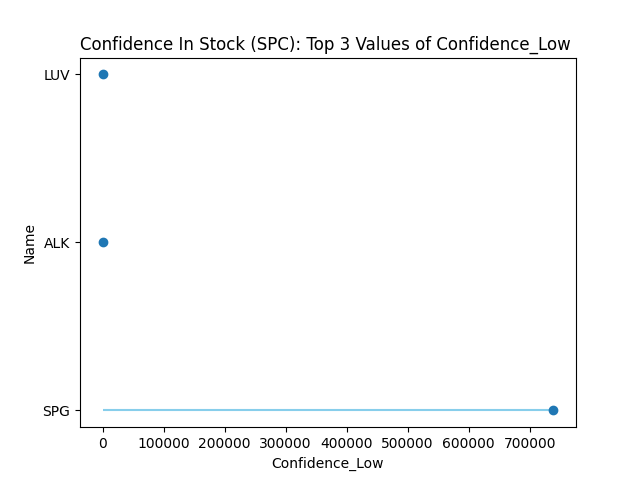 Confidence In Stock (SPC): Top 3 Values of Confidence_Low
LUV
ALK
SPG
Name
0 100000 200000 300000 400000 500000 600000 700000
Confidence_Low